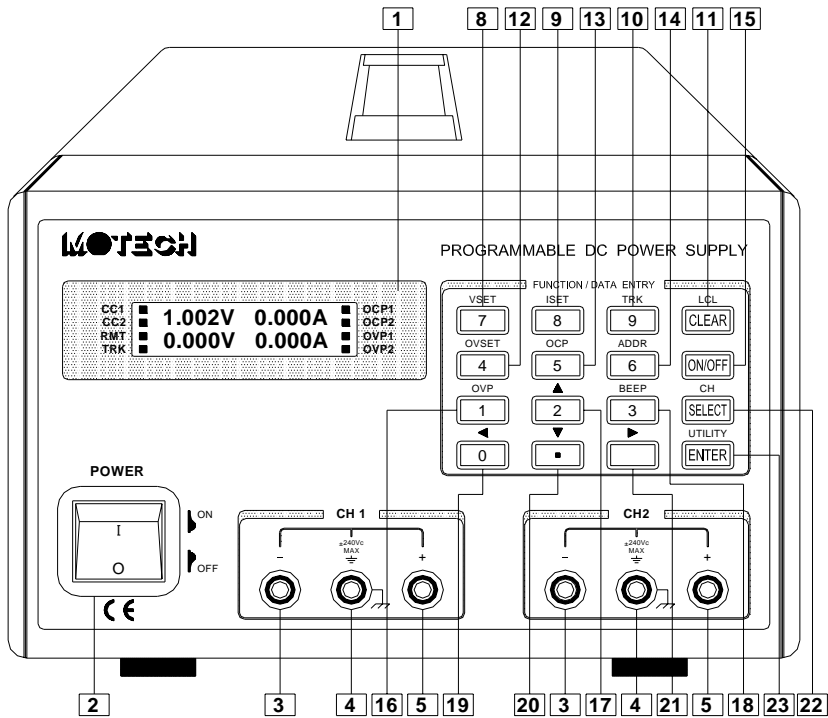 1 8 12 9 13 10 14 11 15
MOTECH
PROGRAMMABLE DC POWER SUPPLY
CC1 1.002V 0.000A OCP1
CC2 OCP2
RMT 0.000V 0.000A OVP1
TRK OVP2
FUNCTION / DATA ENTRY
VSET ISET TRK LCL
7 8 9 CLEAR
OVSET OCP ADDR
4 5 6 ON/OFF
OVP ▲ BEEP CH
1 2 3 SELECT
◄ ▼ ► UTILITY
0 ■ ENTER
POWER
I
O
ON
OFF
CE
CH 1
±240Vc
MAX
− +
CH2
±240Vc
MAX
− +
2 3 4 16 5 19 20 3 17 4 21 5 18 23 22